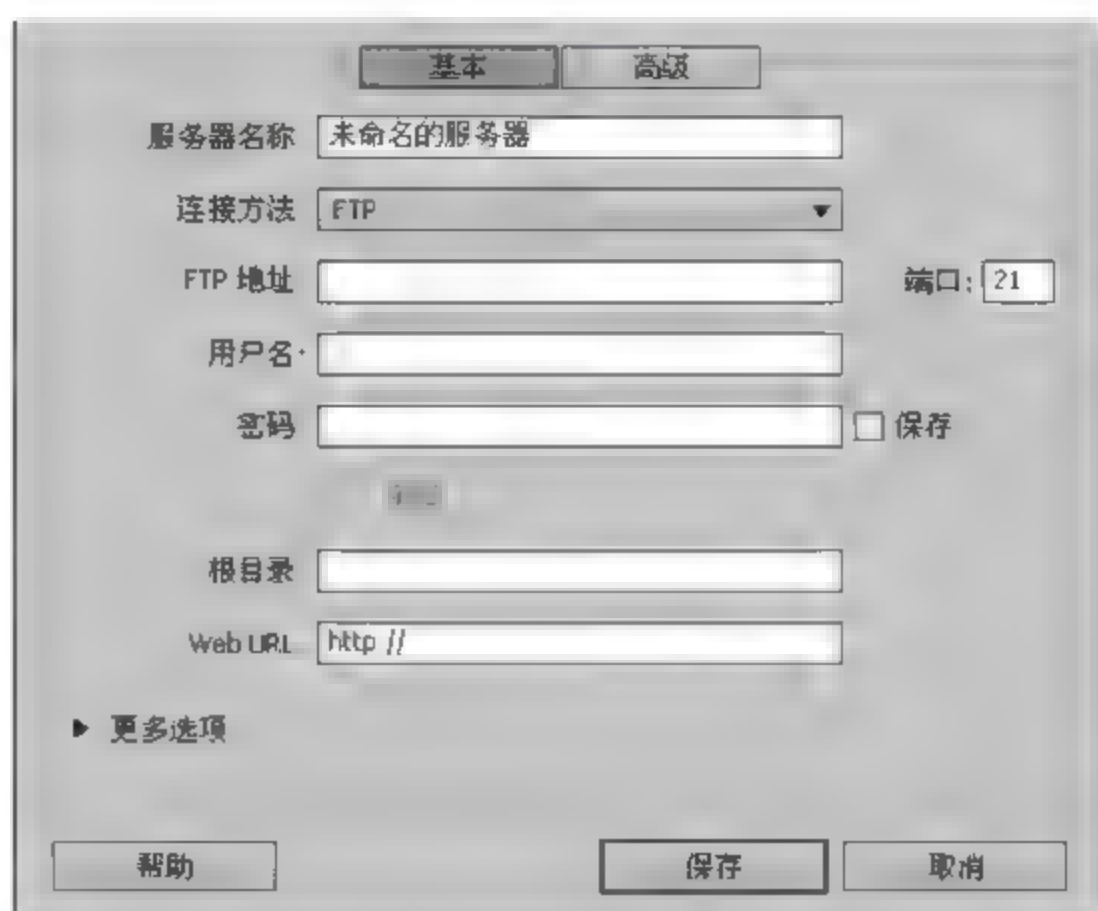 基本 高级
服务器名称 未命名的服务器
连接方法 FTP
FTP 地址 端口: 21
用户名·
密码 保存
根目录
Web URL http //
更多选项
帮助 保存 取消